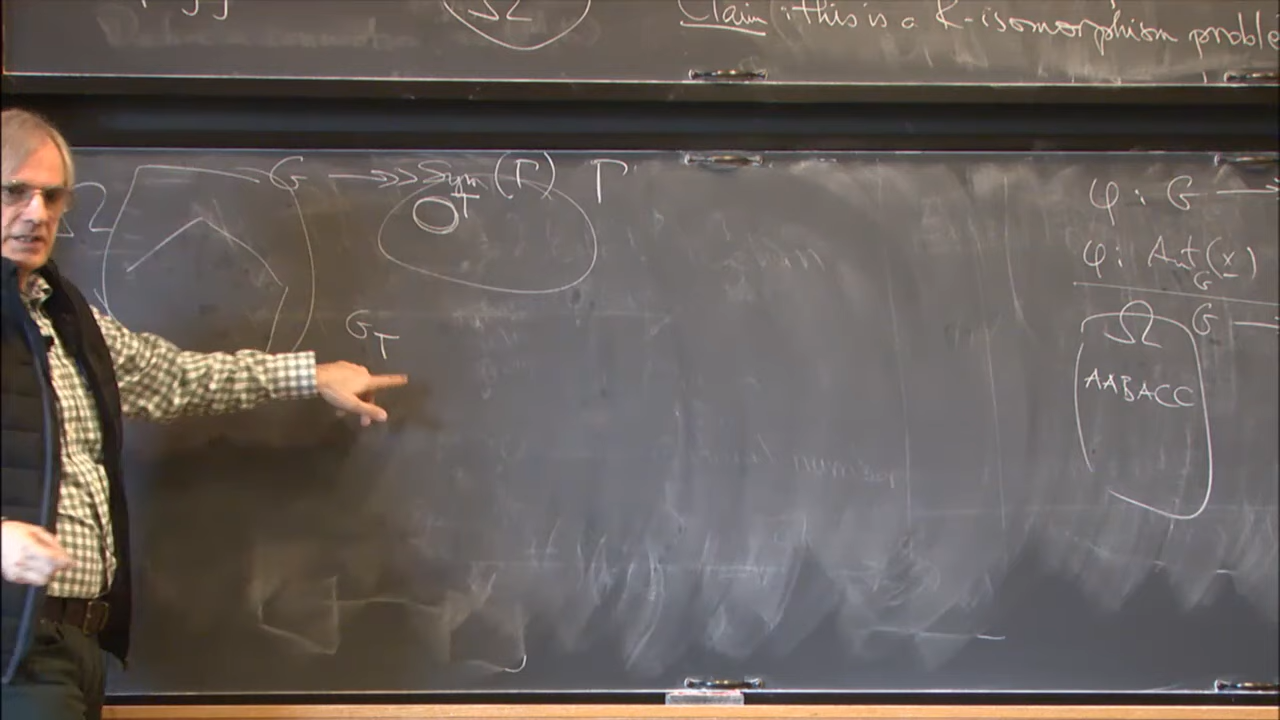 Ω
Claim: this is a K-isomorphism proble
Ω G ↠ Sym(Γ) Γ
T
G_T
φ: G →
φ: Aut_G(x)
Ω G
AABACC